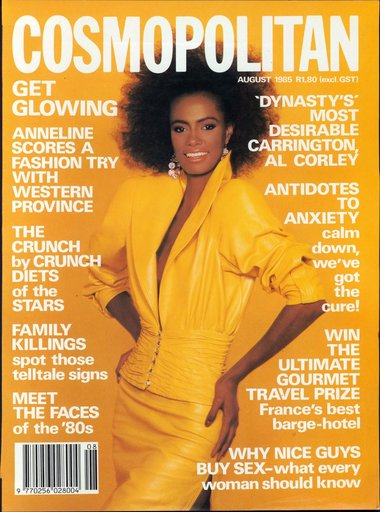 COSMOPOLITAN
AUGUST 1985 R1,80 (excl. GST)
GET
GLOWING
ANNELINE
SCORES A
FASHION TRY
WITH
WESTERN
PROVINCE
THE
CRUNCH
by CRUNCH
DIETS
of the
STARS
FAMILY
KILLINGS
spot those
telltale signs
MEET
THE FACES
of the '80s
'DYNASTY'S'
MOST
DESIRABLE
CARRINGTON,
AL CORLEY
ANTIDOTES
TO
ANXIETY
calm
down,
we've
got
the
cure!
WIN
THE
ULTIMATE
GOURMET
TRAVEL PRIZE
France's best
barge-hotel
WHY NICE GUYS
BUY SEX–what every
woman should know
08
9 770256 028004